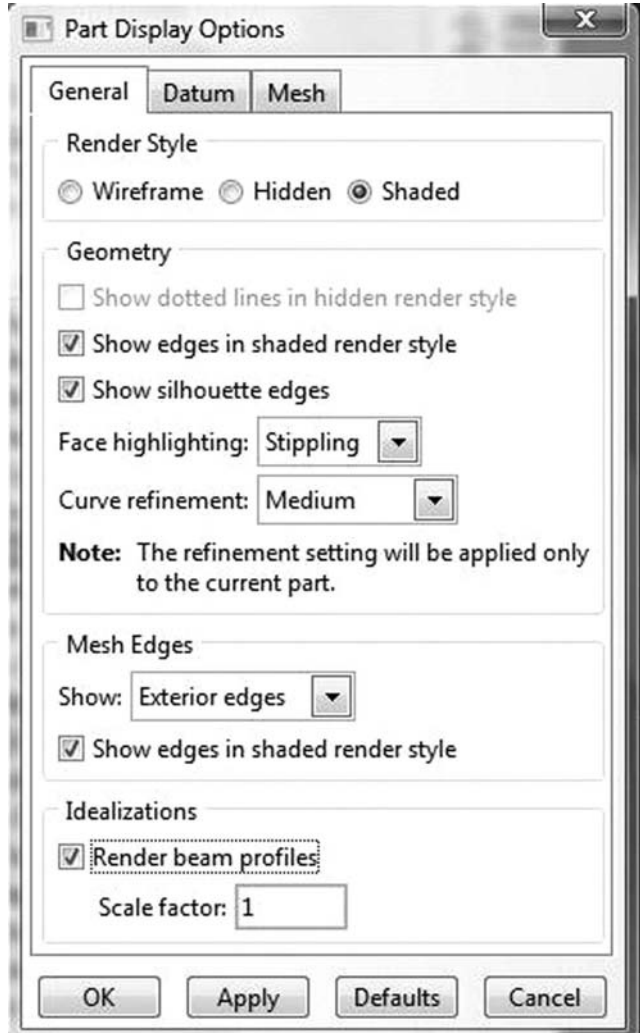 Part Display Options
General Datum Mesh
Render Style
Wireframe Hidden Shaded
Geometry
Show dotted lines in hidden render style
Show edges in shaded render style
Show silhouette edges
Face highlighting: Stippling
Curve refinement: Medium
Note: The refinement setting will be applied only
to the current part.
Mesh Edges
Show: Exterior edges
Show edges in shaded render style
Idealizations
Render beam profiles
Scale factor: 1
OK Apply Defaults Cancel